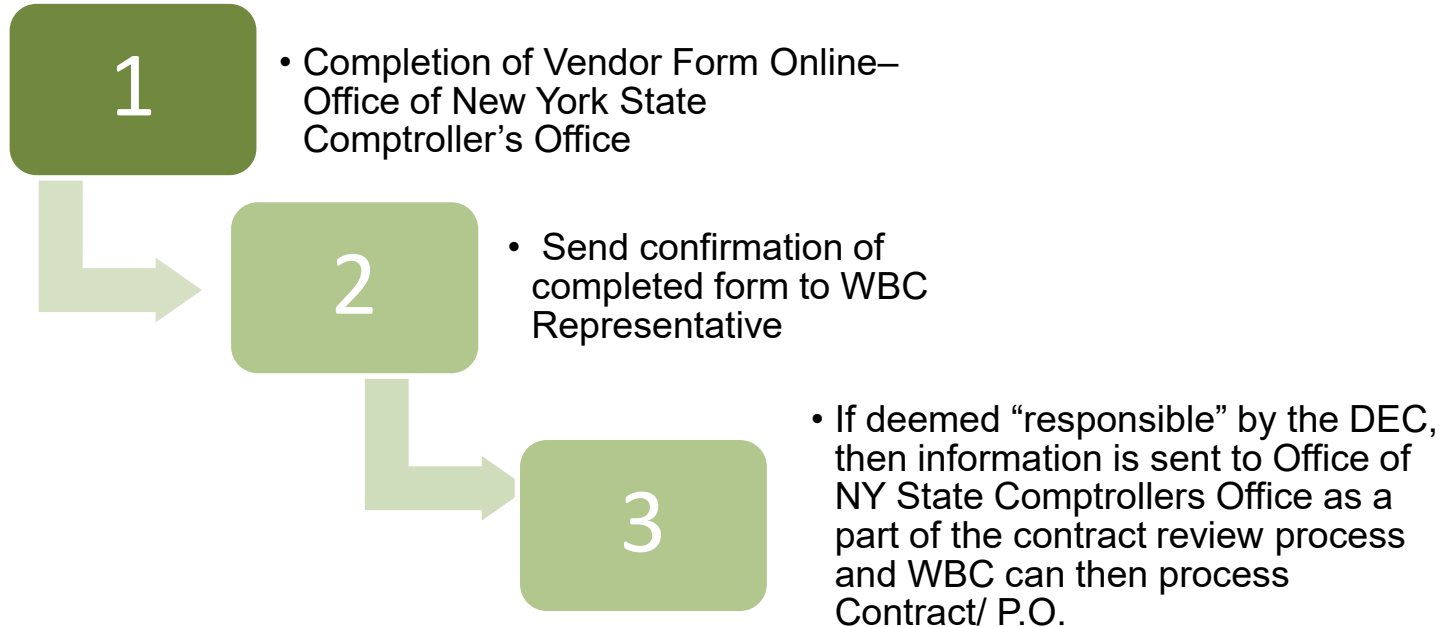 1
• Completion of Vendor Form Online–
Office of New York State
Comptroller’s Office
2
• Send confirmation of
completed form to WBC
Representative
3
• If deemed “responsible” by the DEC,
then information is sent to Office of
NY State Comptrollers Office as a
part of the contract review process
and WBC can then process
Contract/ P.O.